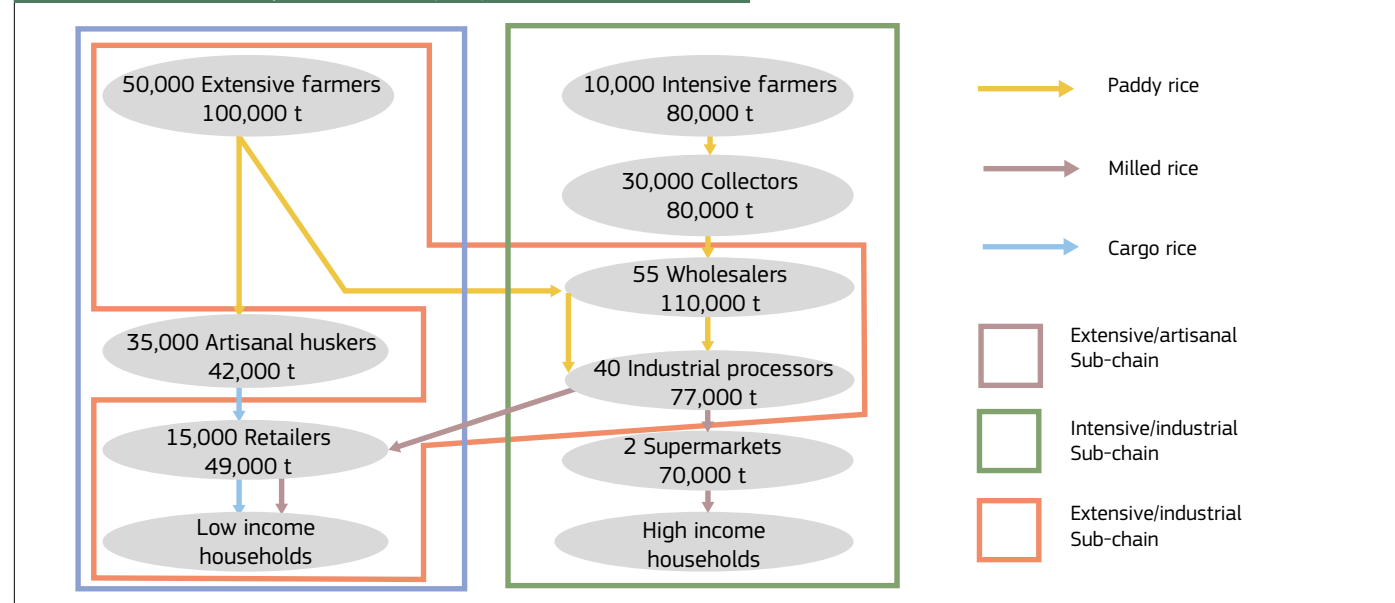 50,000 Extensive farmers
100,000 t
35,000 Artisanal huskers
42,000 t
15,000 Retailers
49,000 t
Low income
households
10,000 Intensive farmers
80,000 t
30,000 Collectors
80,000 t
55 Wholesalers
110,000 t
40 Industrial processors
77,000 t
2 Supermarkets
70,000 t
High income
households
Paddy rice
Milled rice
Cargo rice
Extensive/artisanal
Sub-chain
Intensive/industrial
Sub-chain
Extensive/industrial
Sub-chain